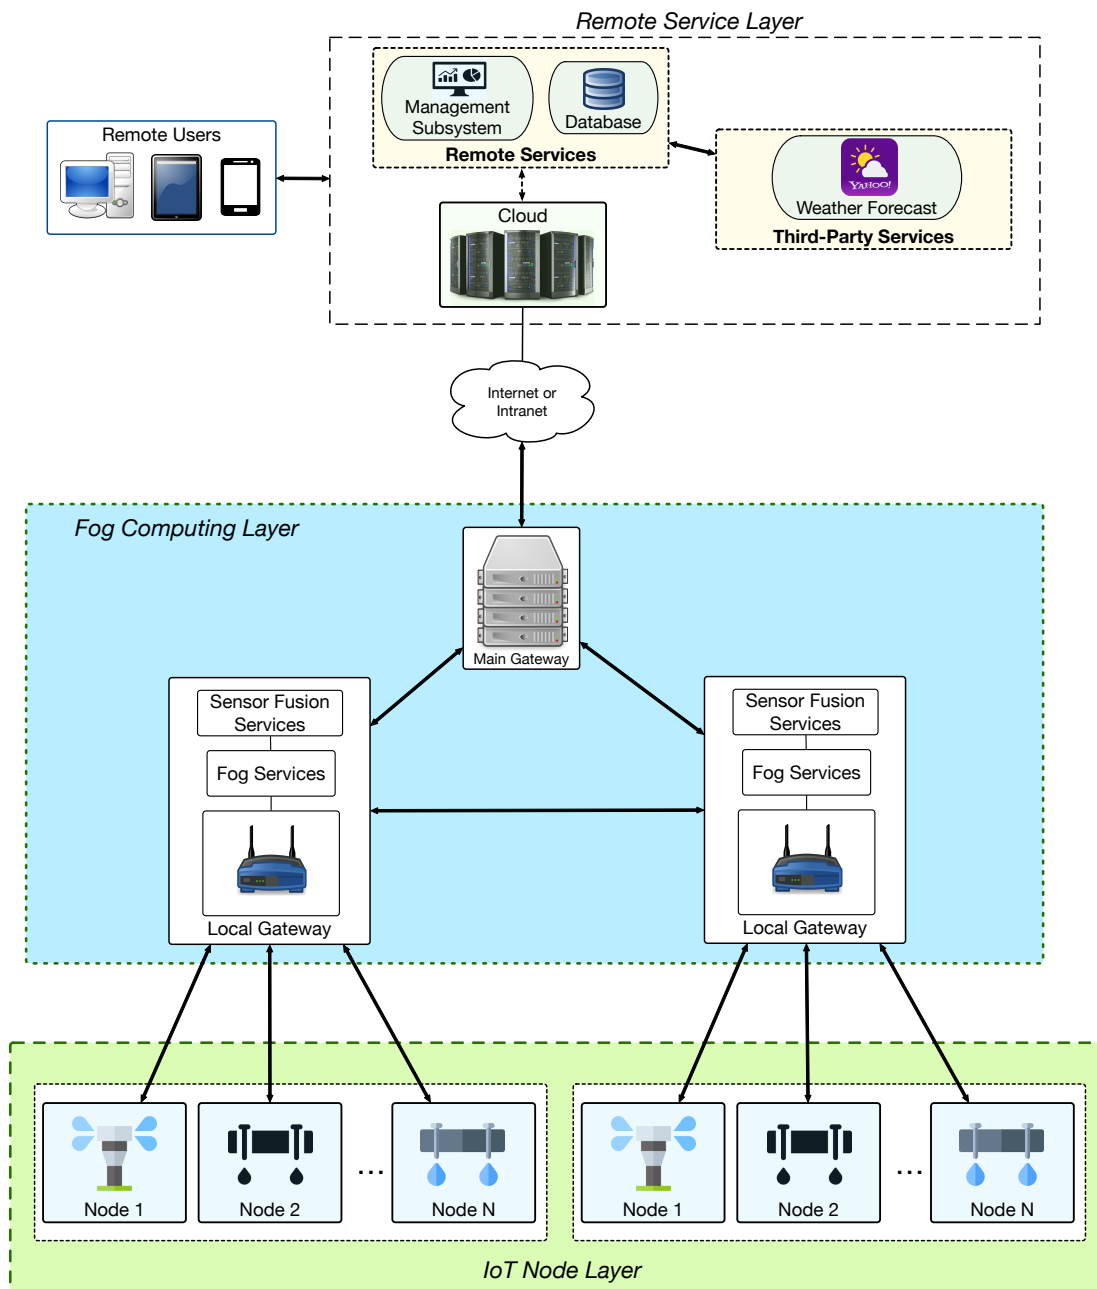 Remote Service Layer
Management
Subsystem
Database
Remote Services
Remote Users
YAHOO!
Weather Forecast
Third-Party Services
Cloud
Internet or
Intranet
Fog Computing Layer
Main Gateway
Sensor Fusion
Services
Fog Services
Local Gateway
Sensor Fusion
Services
Fog Services
Local Gateway
Node 1
Node 2
...
Node N
Node 1
Node 2
...
Node N
IoT Node Layer